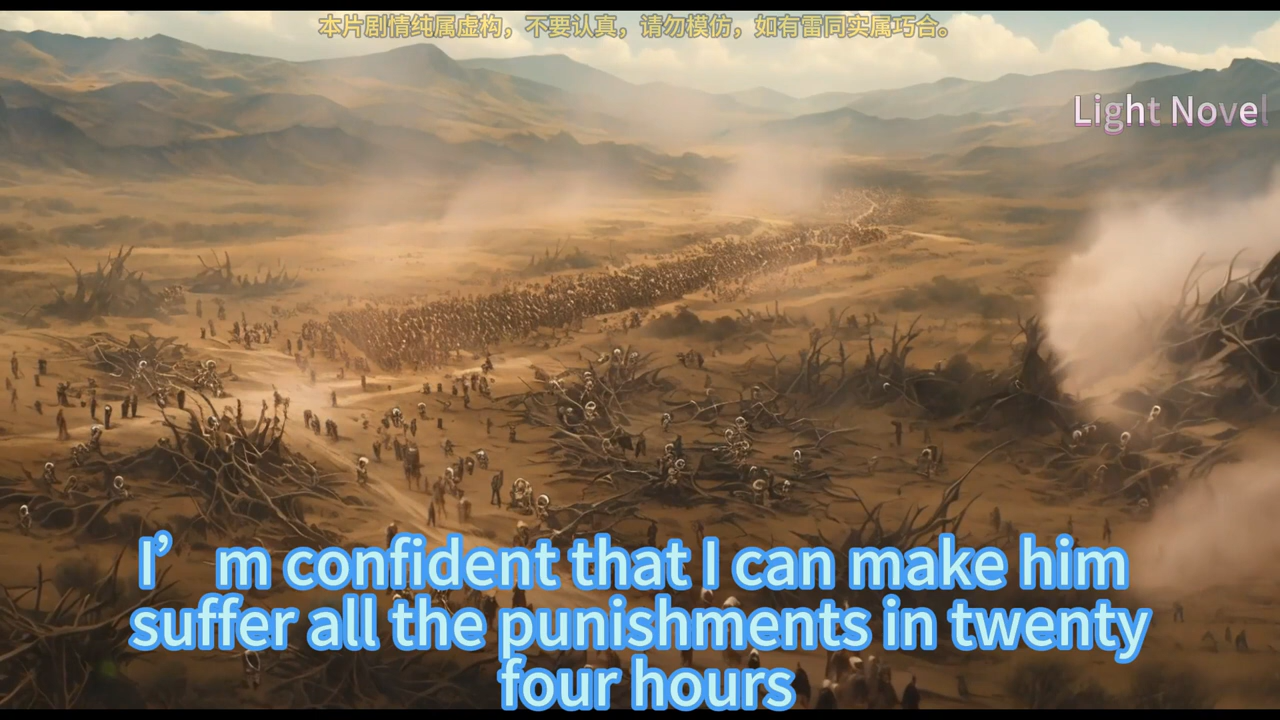 本片剧情纯属虚构，不要认真，请勿模仿，如有雷同实属巧合。
Light Novel
I’m confident that I can make him
suffer all the punishments in twenty
four hours